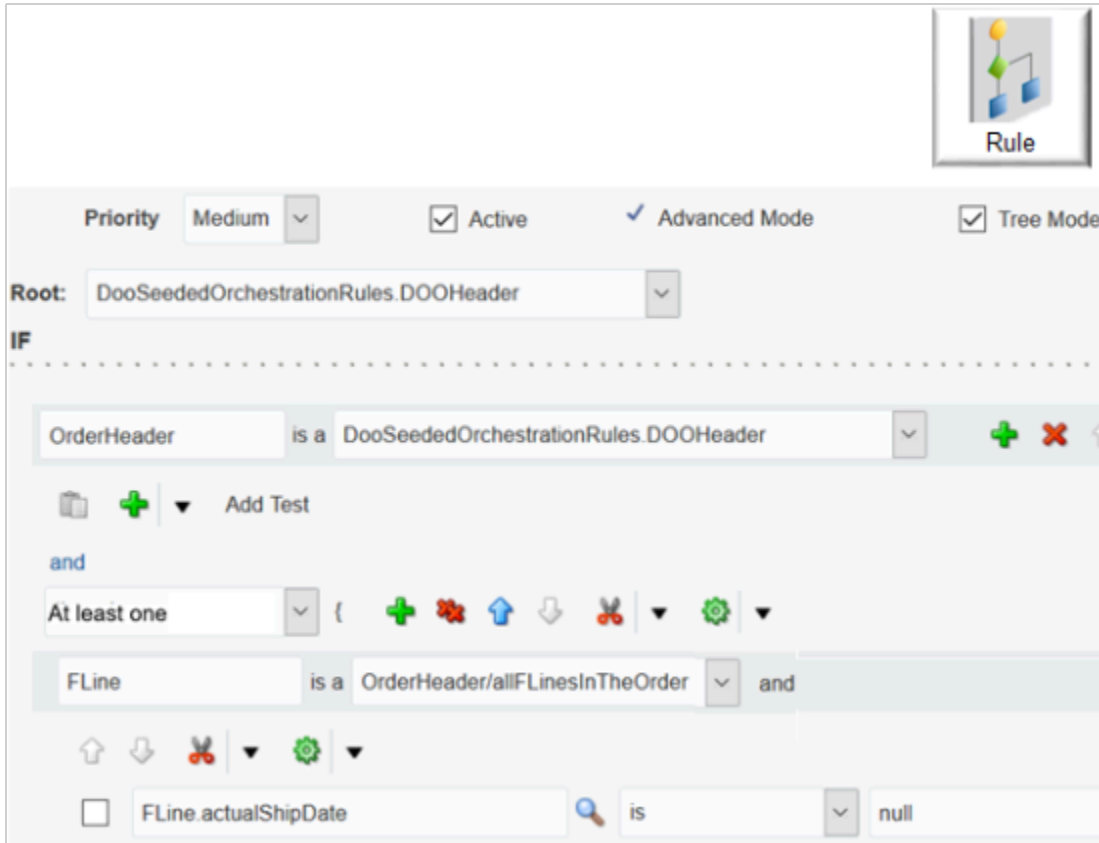 Rule
Priority Medium Active Advanced Mode Tree Mode
Root: DooSeededOrchestrationRules.DOOHeader
IF
OrderHeader is a DooSeededOrchestrationRules.DOOHeader
Add Test
and
At least one {
FLine is a OrderHeader/allFLinesInTheOrder and
FLine.actualShipDate is null